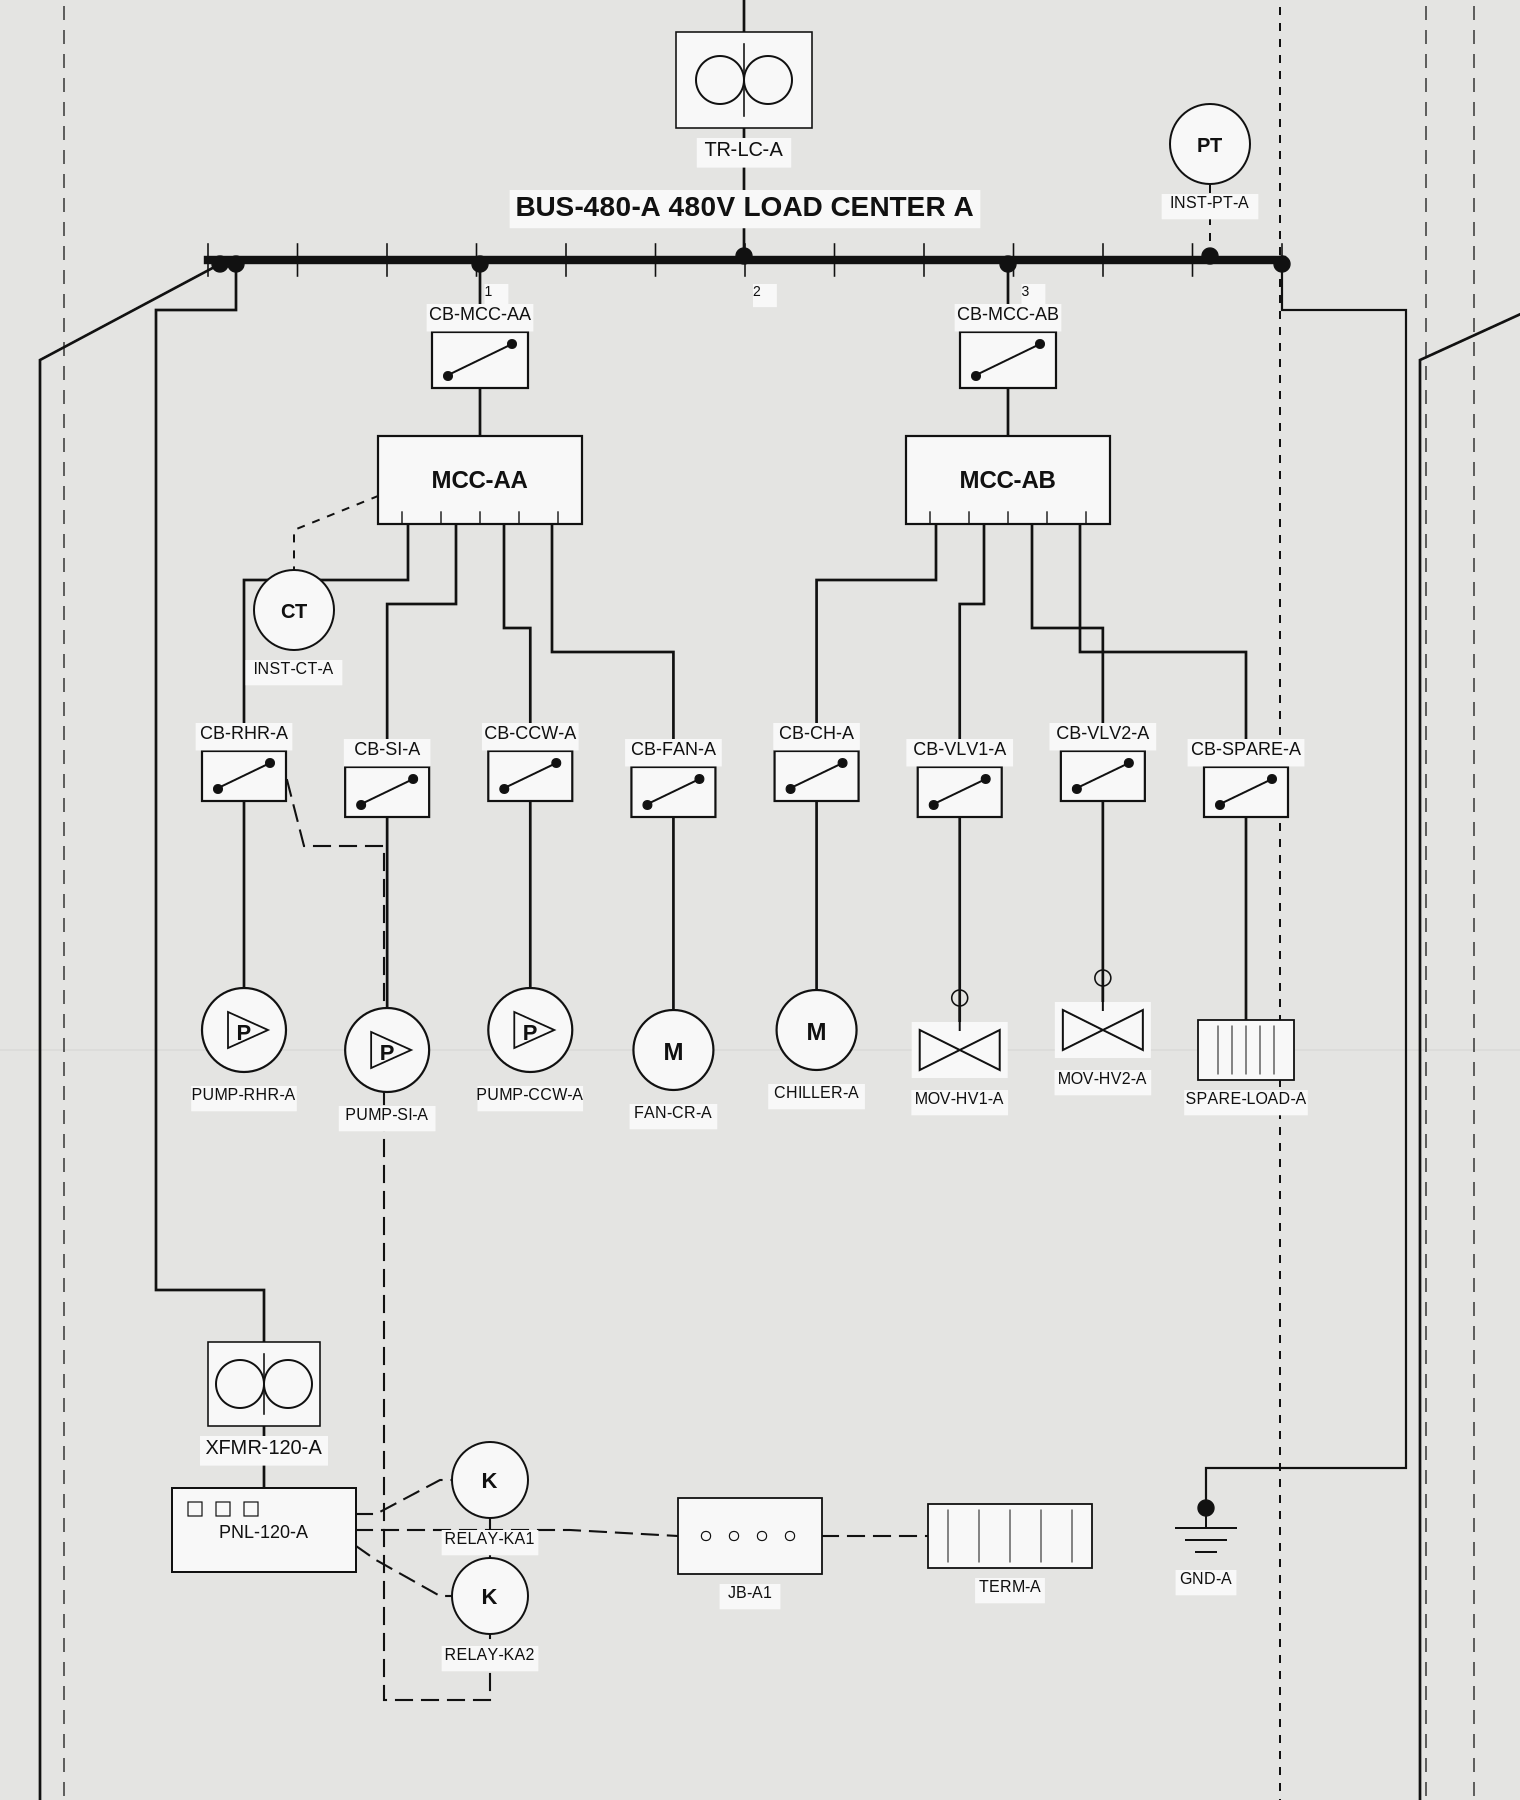 TR-LC-A
PT
INST-PT-A
BUS-480-A 480V LOAD CENTER A
1
2
3
CB-MCC-AA
CB-MCC-AB
MCC-AA
MCC-AB
CT
INST-CT-A
CB-RHR-A
CB-SI-A
CB-CCW-A
CB-FAN-A
CB-CH-A
CB-VLV1-A
CB-VLV2-A
CB-SPARE-A
P
P
P
M
M
PUMP-RHR-A
PUMP-SI-A
PUMP-CCW-A
FAN-CR-A
CHILLER-A
MOV-HV1-A
MOV-HV2-A
SPARE-LOAD-A
XFMR-120-A
PNL-120-A
K
RELAY-KA1
K
RELAY-KA2
JB-A1
TERM-A
GND-A